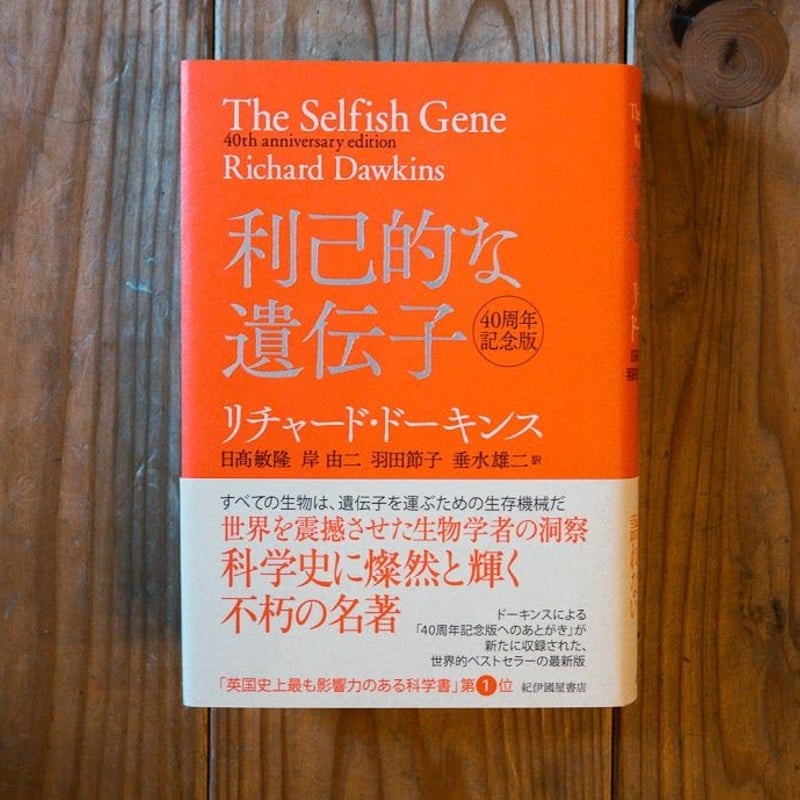 The Selfish Gene
40th anniversary edition
Richard Dawkins
利己的な
遺伝子
40周年
記念版
リチャード・ドーキンス
日髙敏隆 岸 由二 羽田節子 垂水雄二 訳
すべての生物は、遺伝子を運ぶための生存機械だ
世界を震撼させた生物学者の洞察
科学史に燦然と輝く
不朽の名著
ドーキンスによる
「40周年記念版へのあとがき」が
新たに収録された、
世界的ベストセラーの最新版
「英国史上最も影響力のある科学書」第1位 紀伊國屋書店